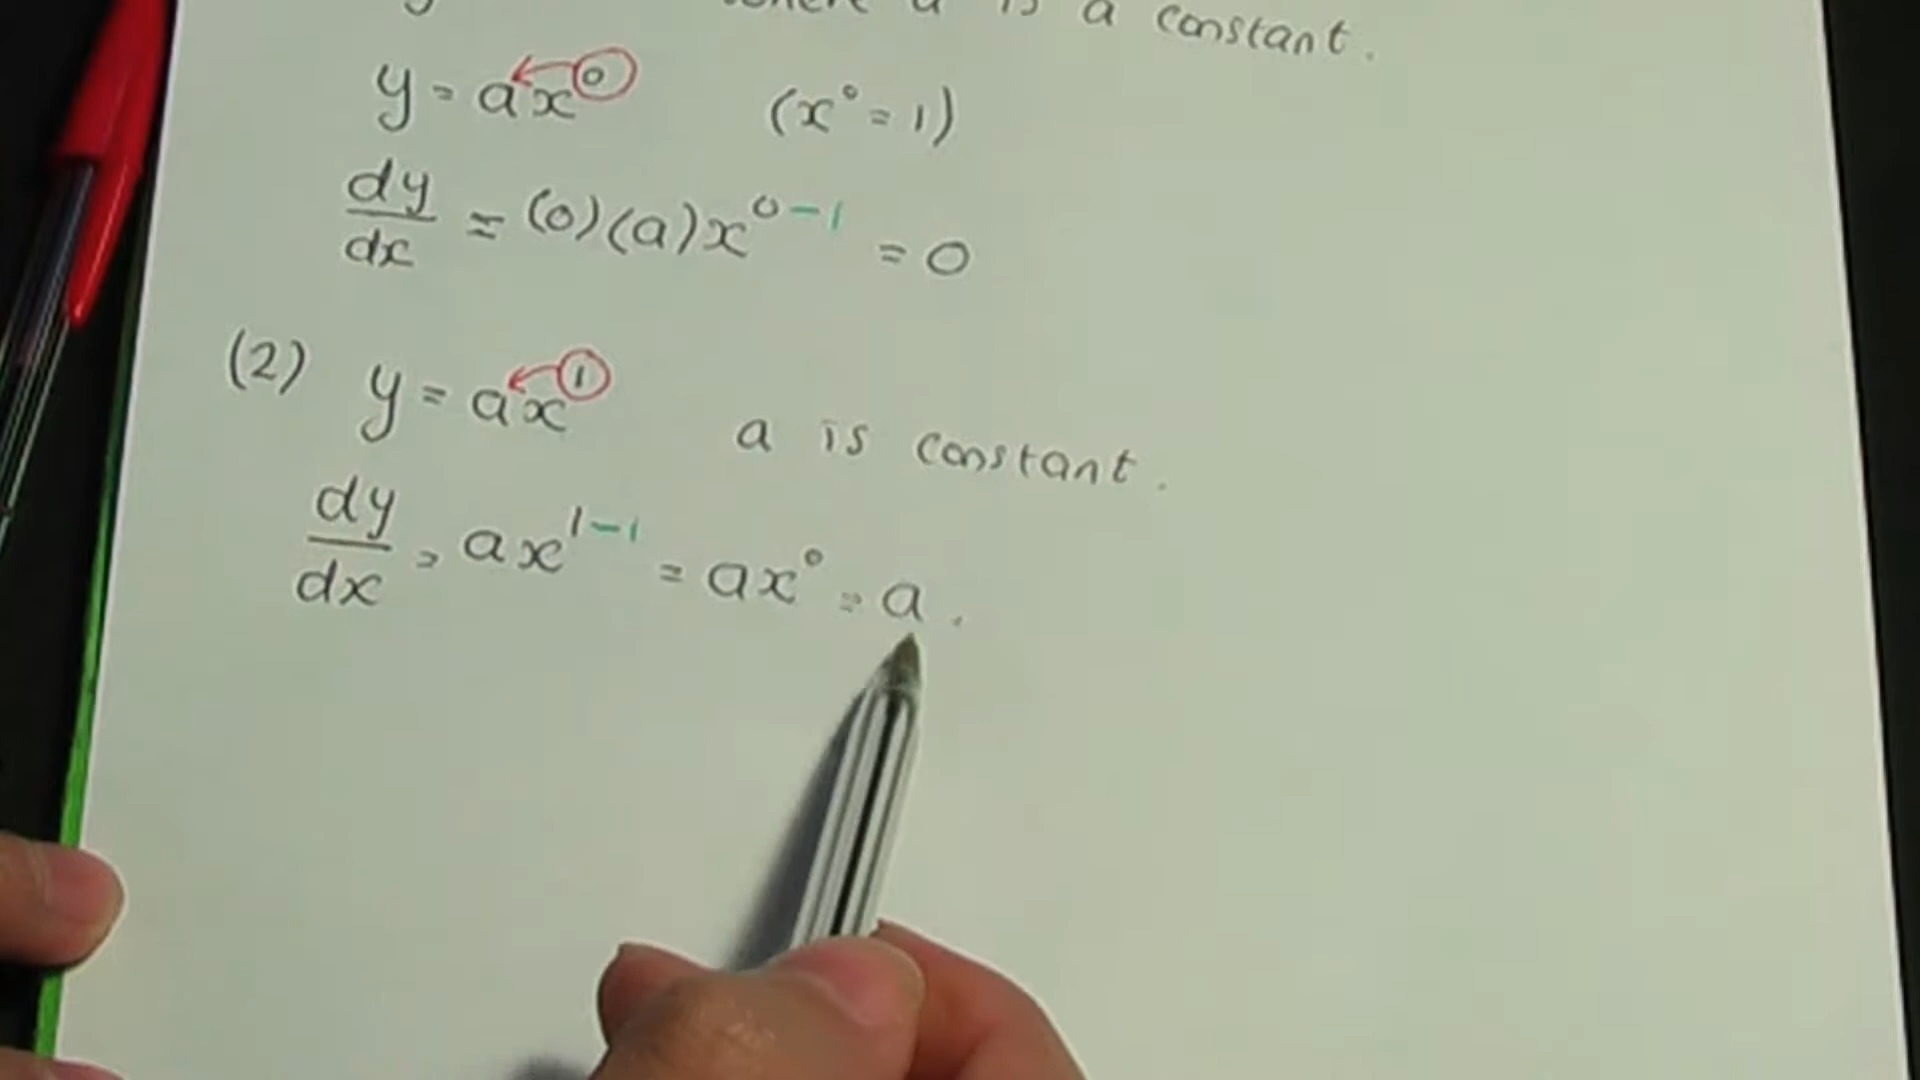 is a constant.
y = ax⁰ (x⁰ = 1)
dy/dx = (0)(a)x⁰⁻¹ = 0
(2) y = ax¹ a is constant.
dy/dx = ax¹⁻¹ = ax⁰ = a.